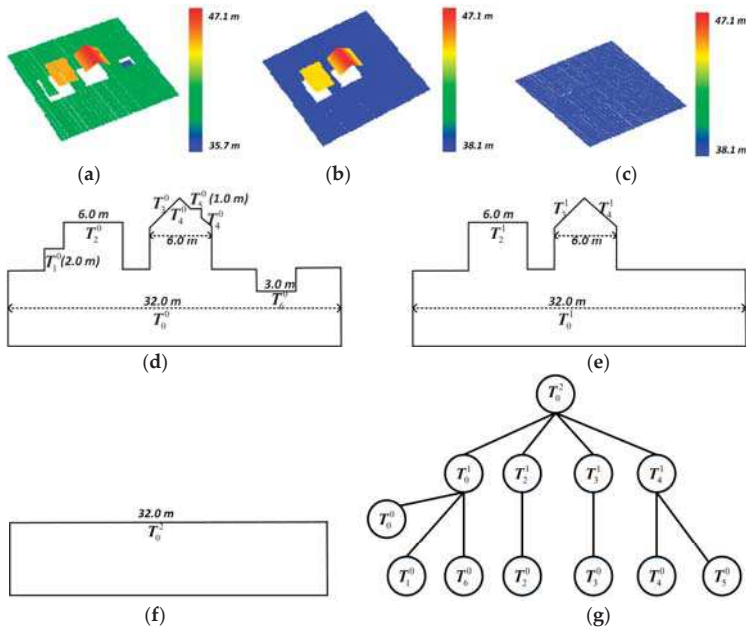 47.1 m
35.7 m
47.1 m
38.1 m
47.1 m
38.1 m
(a)
(b)
(c)
6.0 m
T₂⁰
T₁⁰ (2.0 m)
T₃⁰
T₄⁰
T₅⁰ (1.0 m)
T₄⁰
6.0 m
3.0 m
T₆⁰
32.0 m
T₀⁰
(d)
6.0 m
T₂¹
T₃¹
T₄¹
6.0 m
32.0 m
T₀¹
(e)
32.0 m
T₀²
(f)
T₀²
T₀¹
T₂¹
T₃¹
T₄¹
T₀⁰
T₁⁰
T₆⁰
T₂⁰
T₃⁰
T₄⁰
T₅⁰
(g)